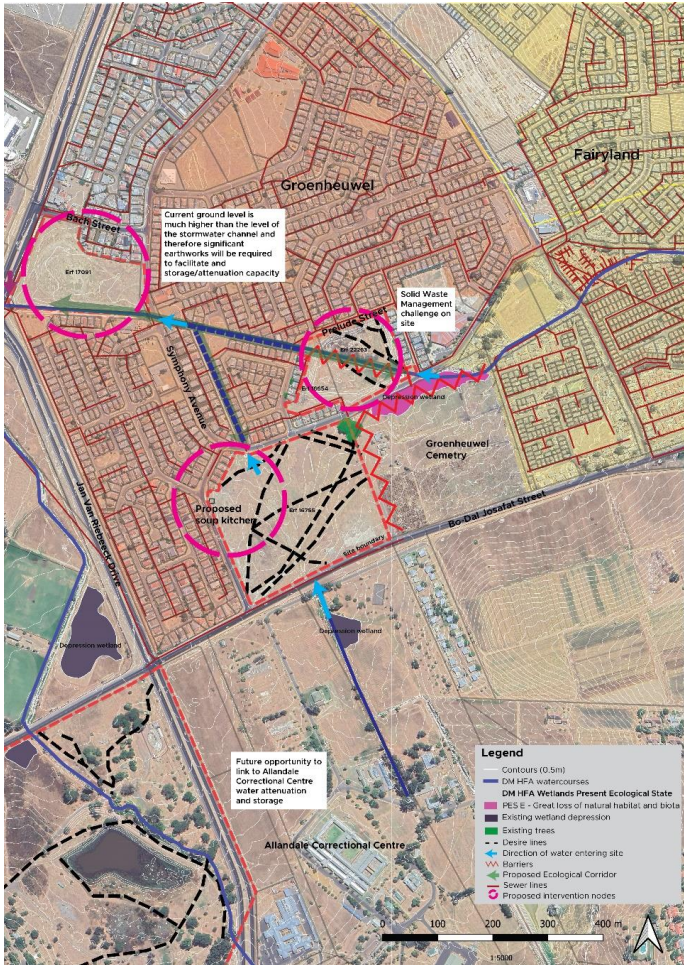 Groenheuwel
Fairyland
Bach Street
Current ground level is
much higher than the level of
the stormwater channel and
therefore significant
earthworks will be required
to facilitate and
storage/attenuation capacity
Erf 17091
Solid Waste
Management
challenge on
site
Prelude Street
Symphony Avenue
Depression wetland
Groenheuwel
Cemetry
Proposed
soup kitchen
Erf 16785
Bo-Dal Josafat Street
Site boundary
Jan Van Riebeeck Drive
Depression wetland
Depression wetland
Future opportunity to
link to Allandale
Correctional Centre
water attenuation
and storage
Allandale Correctional Centre
Legend
Contours (0.5m)
DM HFA watercourses
DM HFA Wetlands Present Ecological State
PES E - Great loss of natural habitat and biota
Existing wetland depression
Existing trees
Desire lines
Direction of water entering site
Barriers
Proposed Ecological Corridor
Sewer lines
Proposed intervention nodes
0 100 200 300 400 m
1:5000